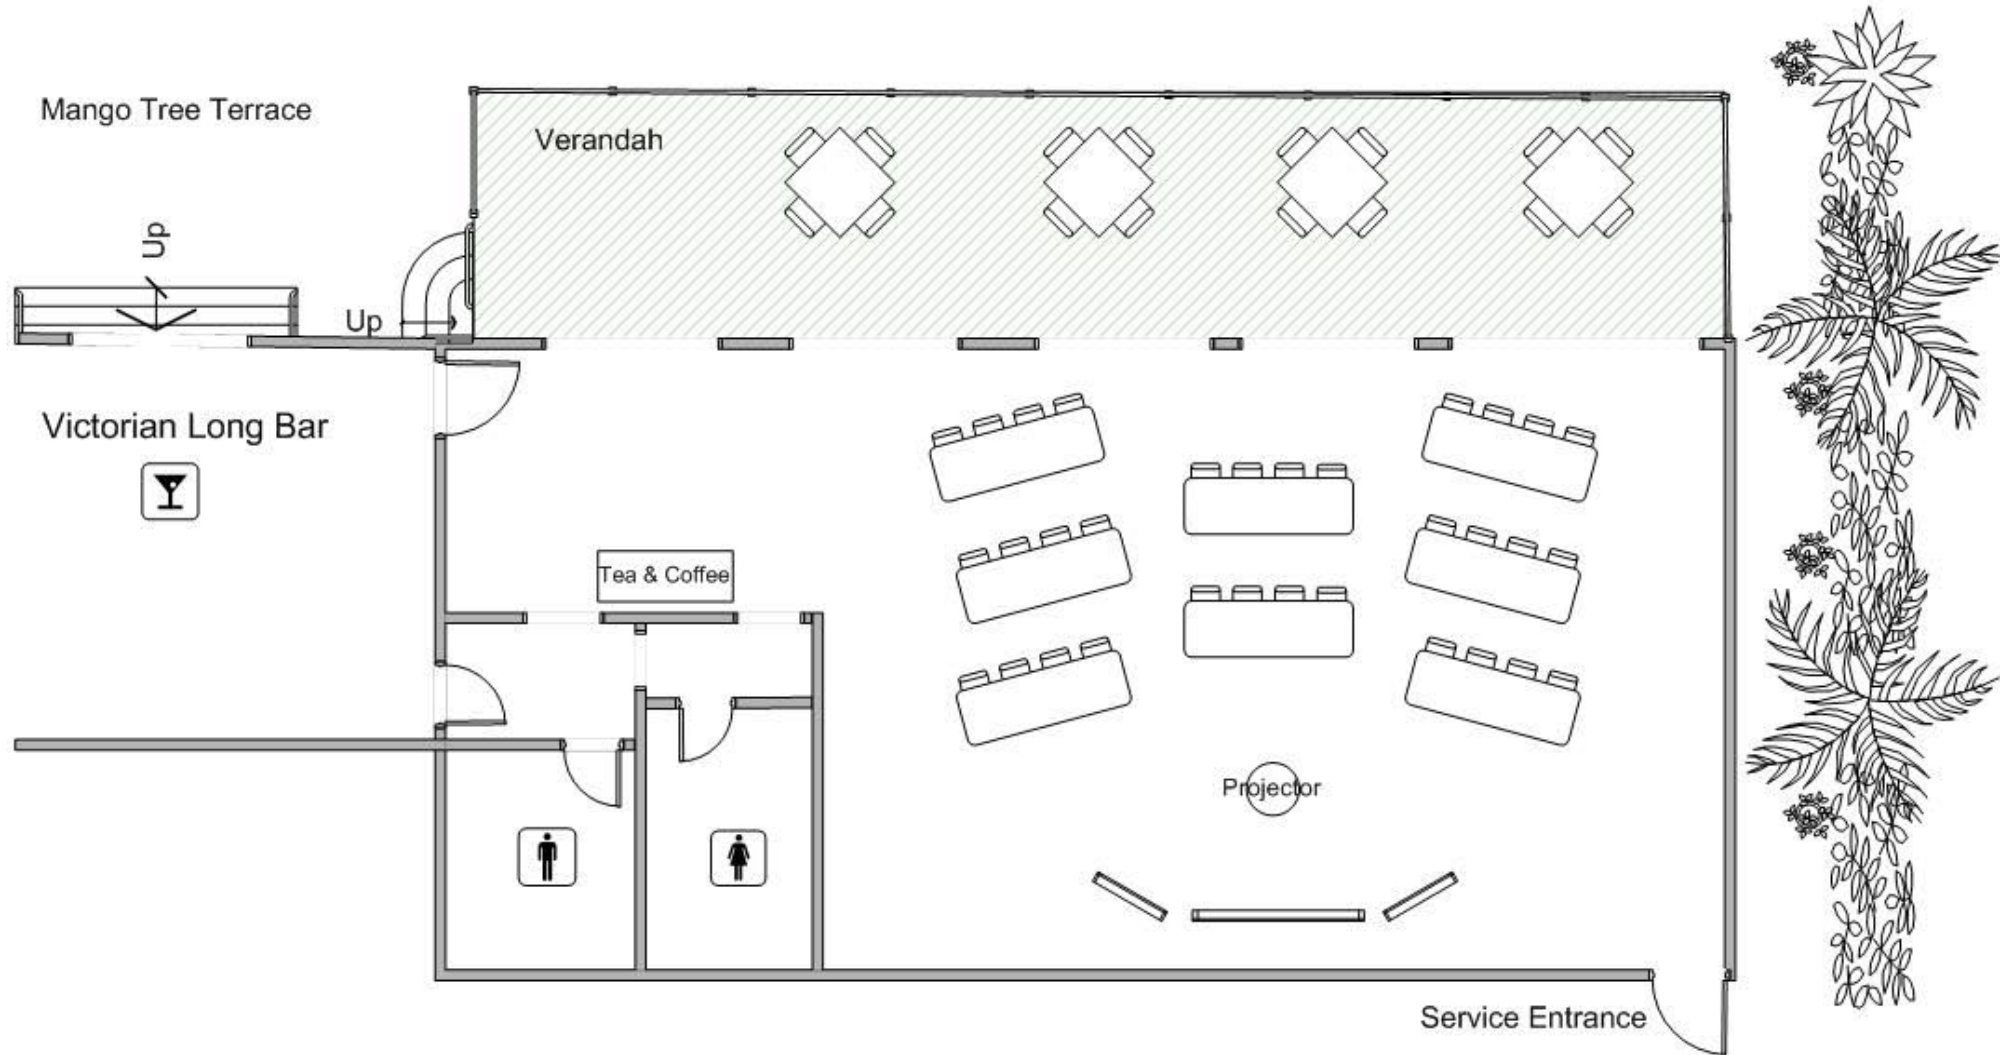 Mango Tree Terrace
Verandah
Up
Up
Victorian Long Bar
Tea & Coffee
Projector
Service Entrance